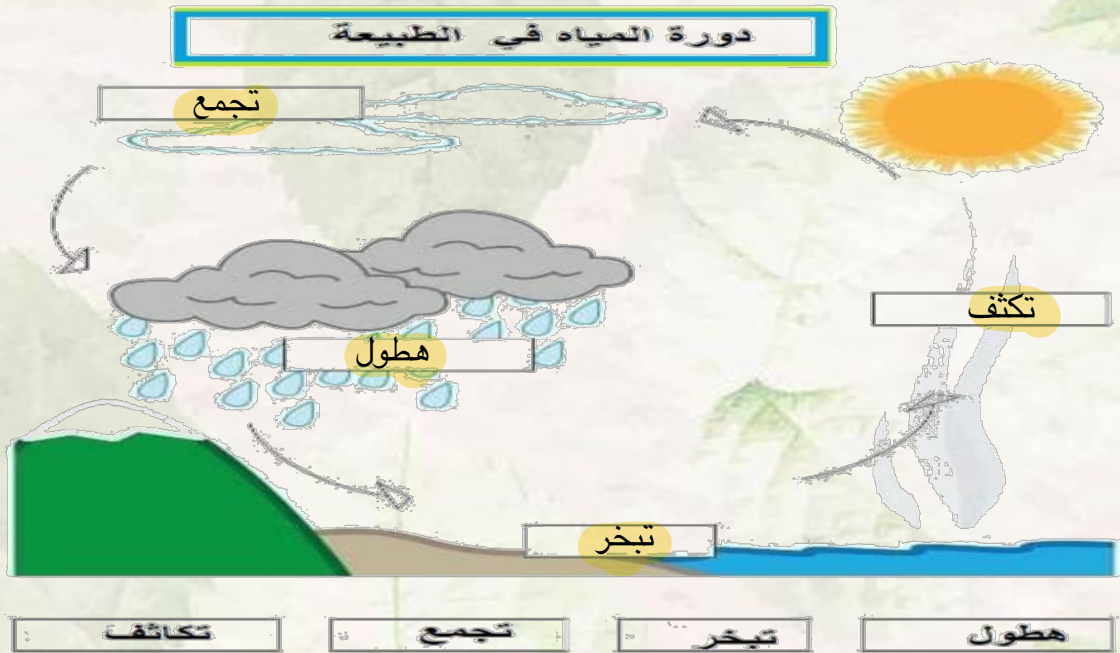 دورة المياه في الطبيعة
تجمع
تكثف
هطول
تبخر
هطول
تبخر
تجمع
تكاثف